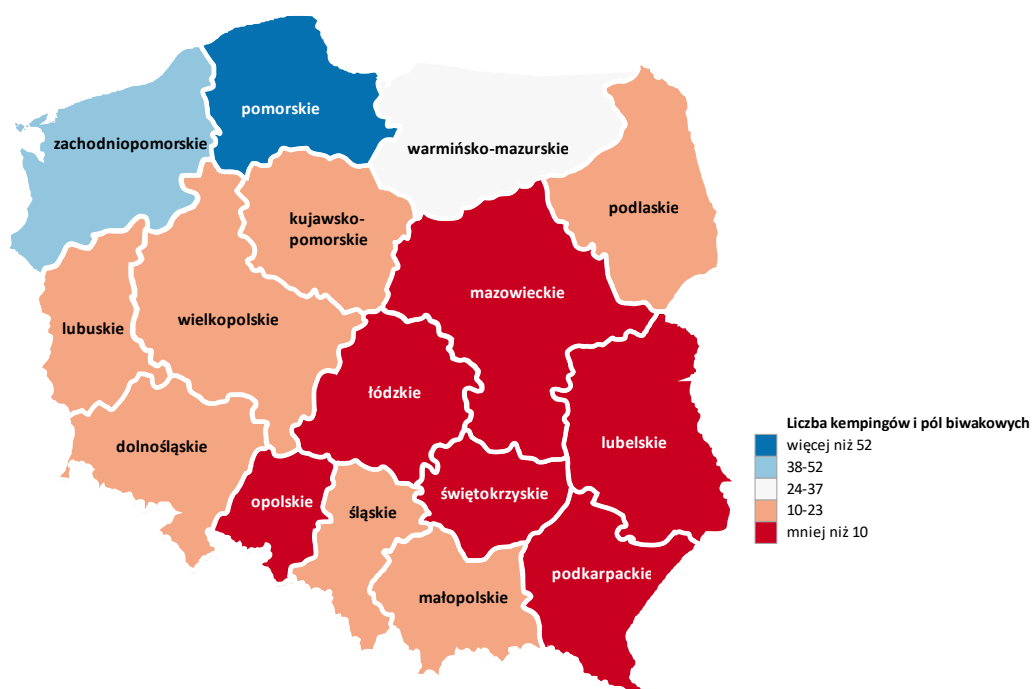 pomorskie
zachodniopomorskie
warmińsko-mazurskie
podlaskie
kujawsko-
pomorskie
mazowieckie
lubuskie
wielkopolskie
łódzkie
dolnośląskie
lubelskie
opolskie
śląskie
świętokrzyskie
podkarpackie
małopolskie
Liczba kempingów i pól biwakowych
więcej niż 52
38-52
24-37
10-23
mniej niż 10